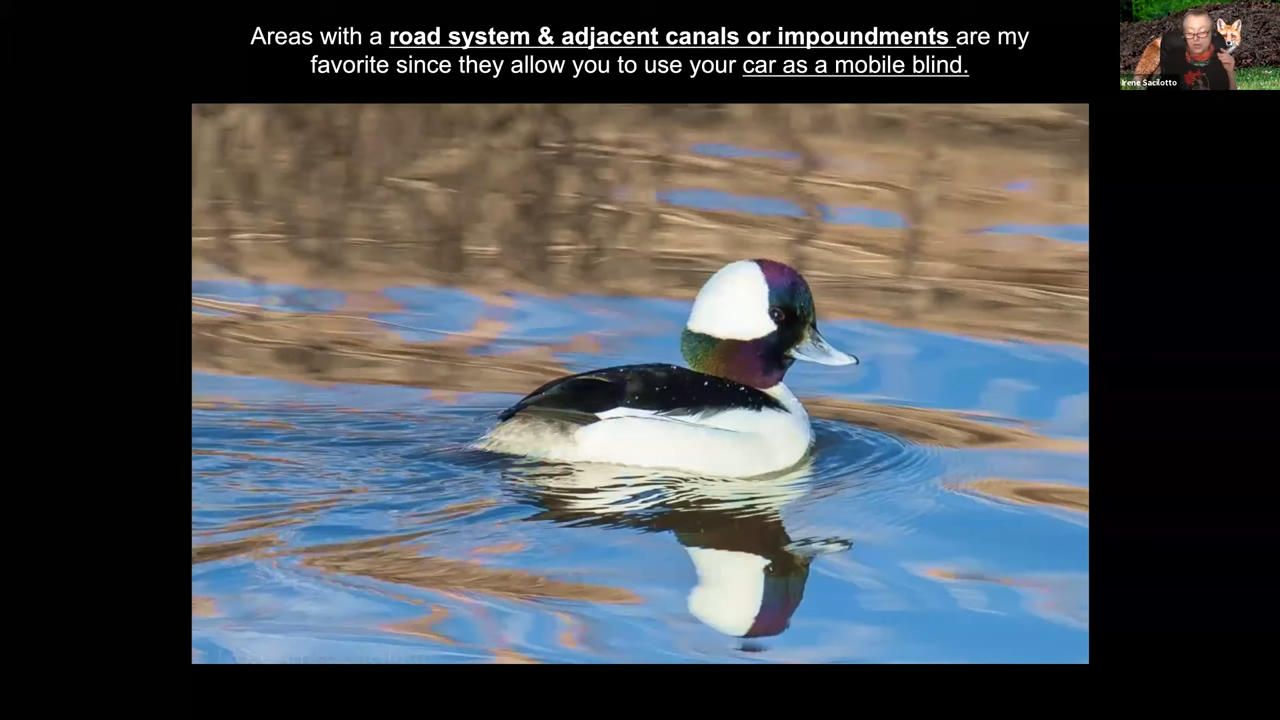 Areas with a road system & adjacent canals or impoundments are my
favorite since they allow you to use your car as a mobile blind.
Irene Sacilotto